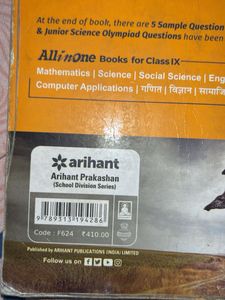 At the end of book, there are 5 Sample Question
& Junior Science Olympiad Questions have been
All in One Books for Class IX
Mathematics | Science | Social Science | Eng
Computer Applications | गणित | विज्ञान | सामाजि
arihant
Arihant Prakashan
(School Division Series)
9789313194286
Code : F624 ₹410.00
Published by ARIHANT PUBLICATIONS (INDIA) LIMITED
Follow us on